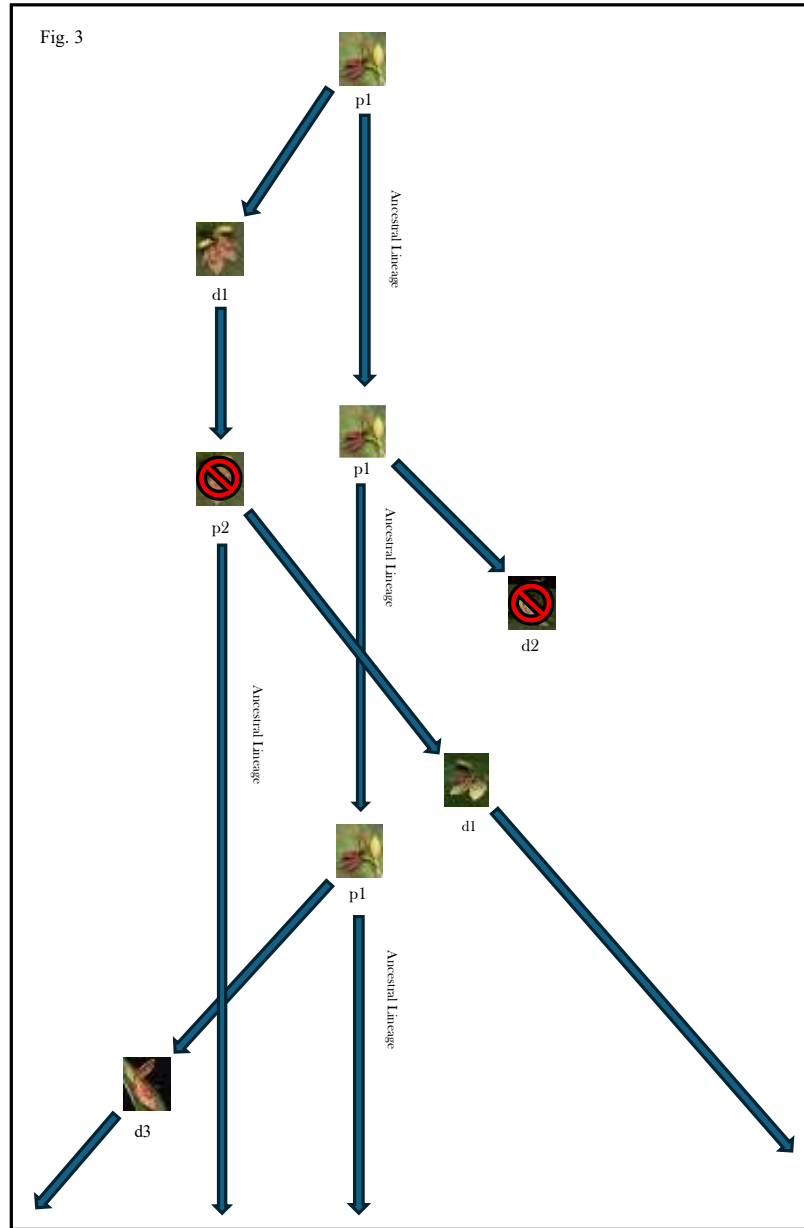 Fig. 3
p1
Ancestral Lineage
d1
p1
p2
Ancestral Lineage
d2
Ancestral Lineage
d1
p1
Ancestral Lineage
d3